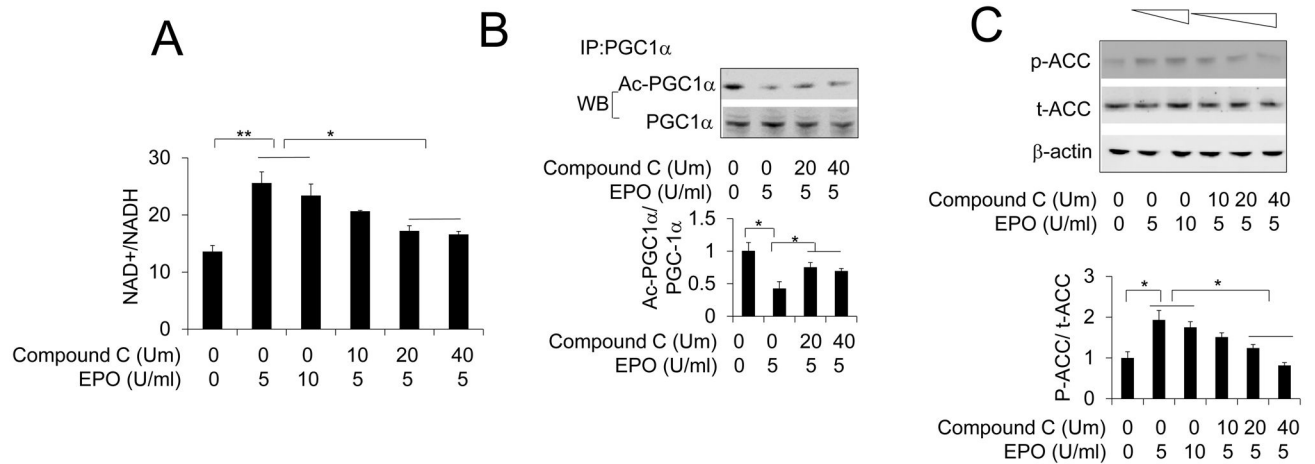 A
** *
NAD+/NADH
30
20
10
0
Compound C (Um) 0 0 0 10 20 40
EPO (U/ml) 0 5 10 5 5 5
B
IP:PGC1α
WB
Ac-PGC1α
PGC1α
Compound C (Um) 0 0 20 40
EPO (U/ml) 0 5 5 5
Ac-PGC1α/
PGC-1α
1.5
1
0.5
0
* *
Compound C (Um) 0 0 20 40
EPO (U/ml) 0 5 5 5
C
p-ACC
t-ACC
β-actin
Compound C (Um) 0 0 0 10 20 40
EPO (U/ml) 0 5 10 5 5 5
P-ACC/ t-ACC
3
2
1
0
* *
Compound C (Um) 0 0 0 10 20 40
EPO (U/ml) 0 5 10 5 5 5